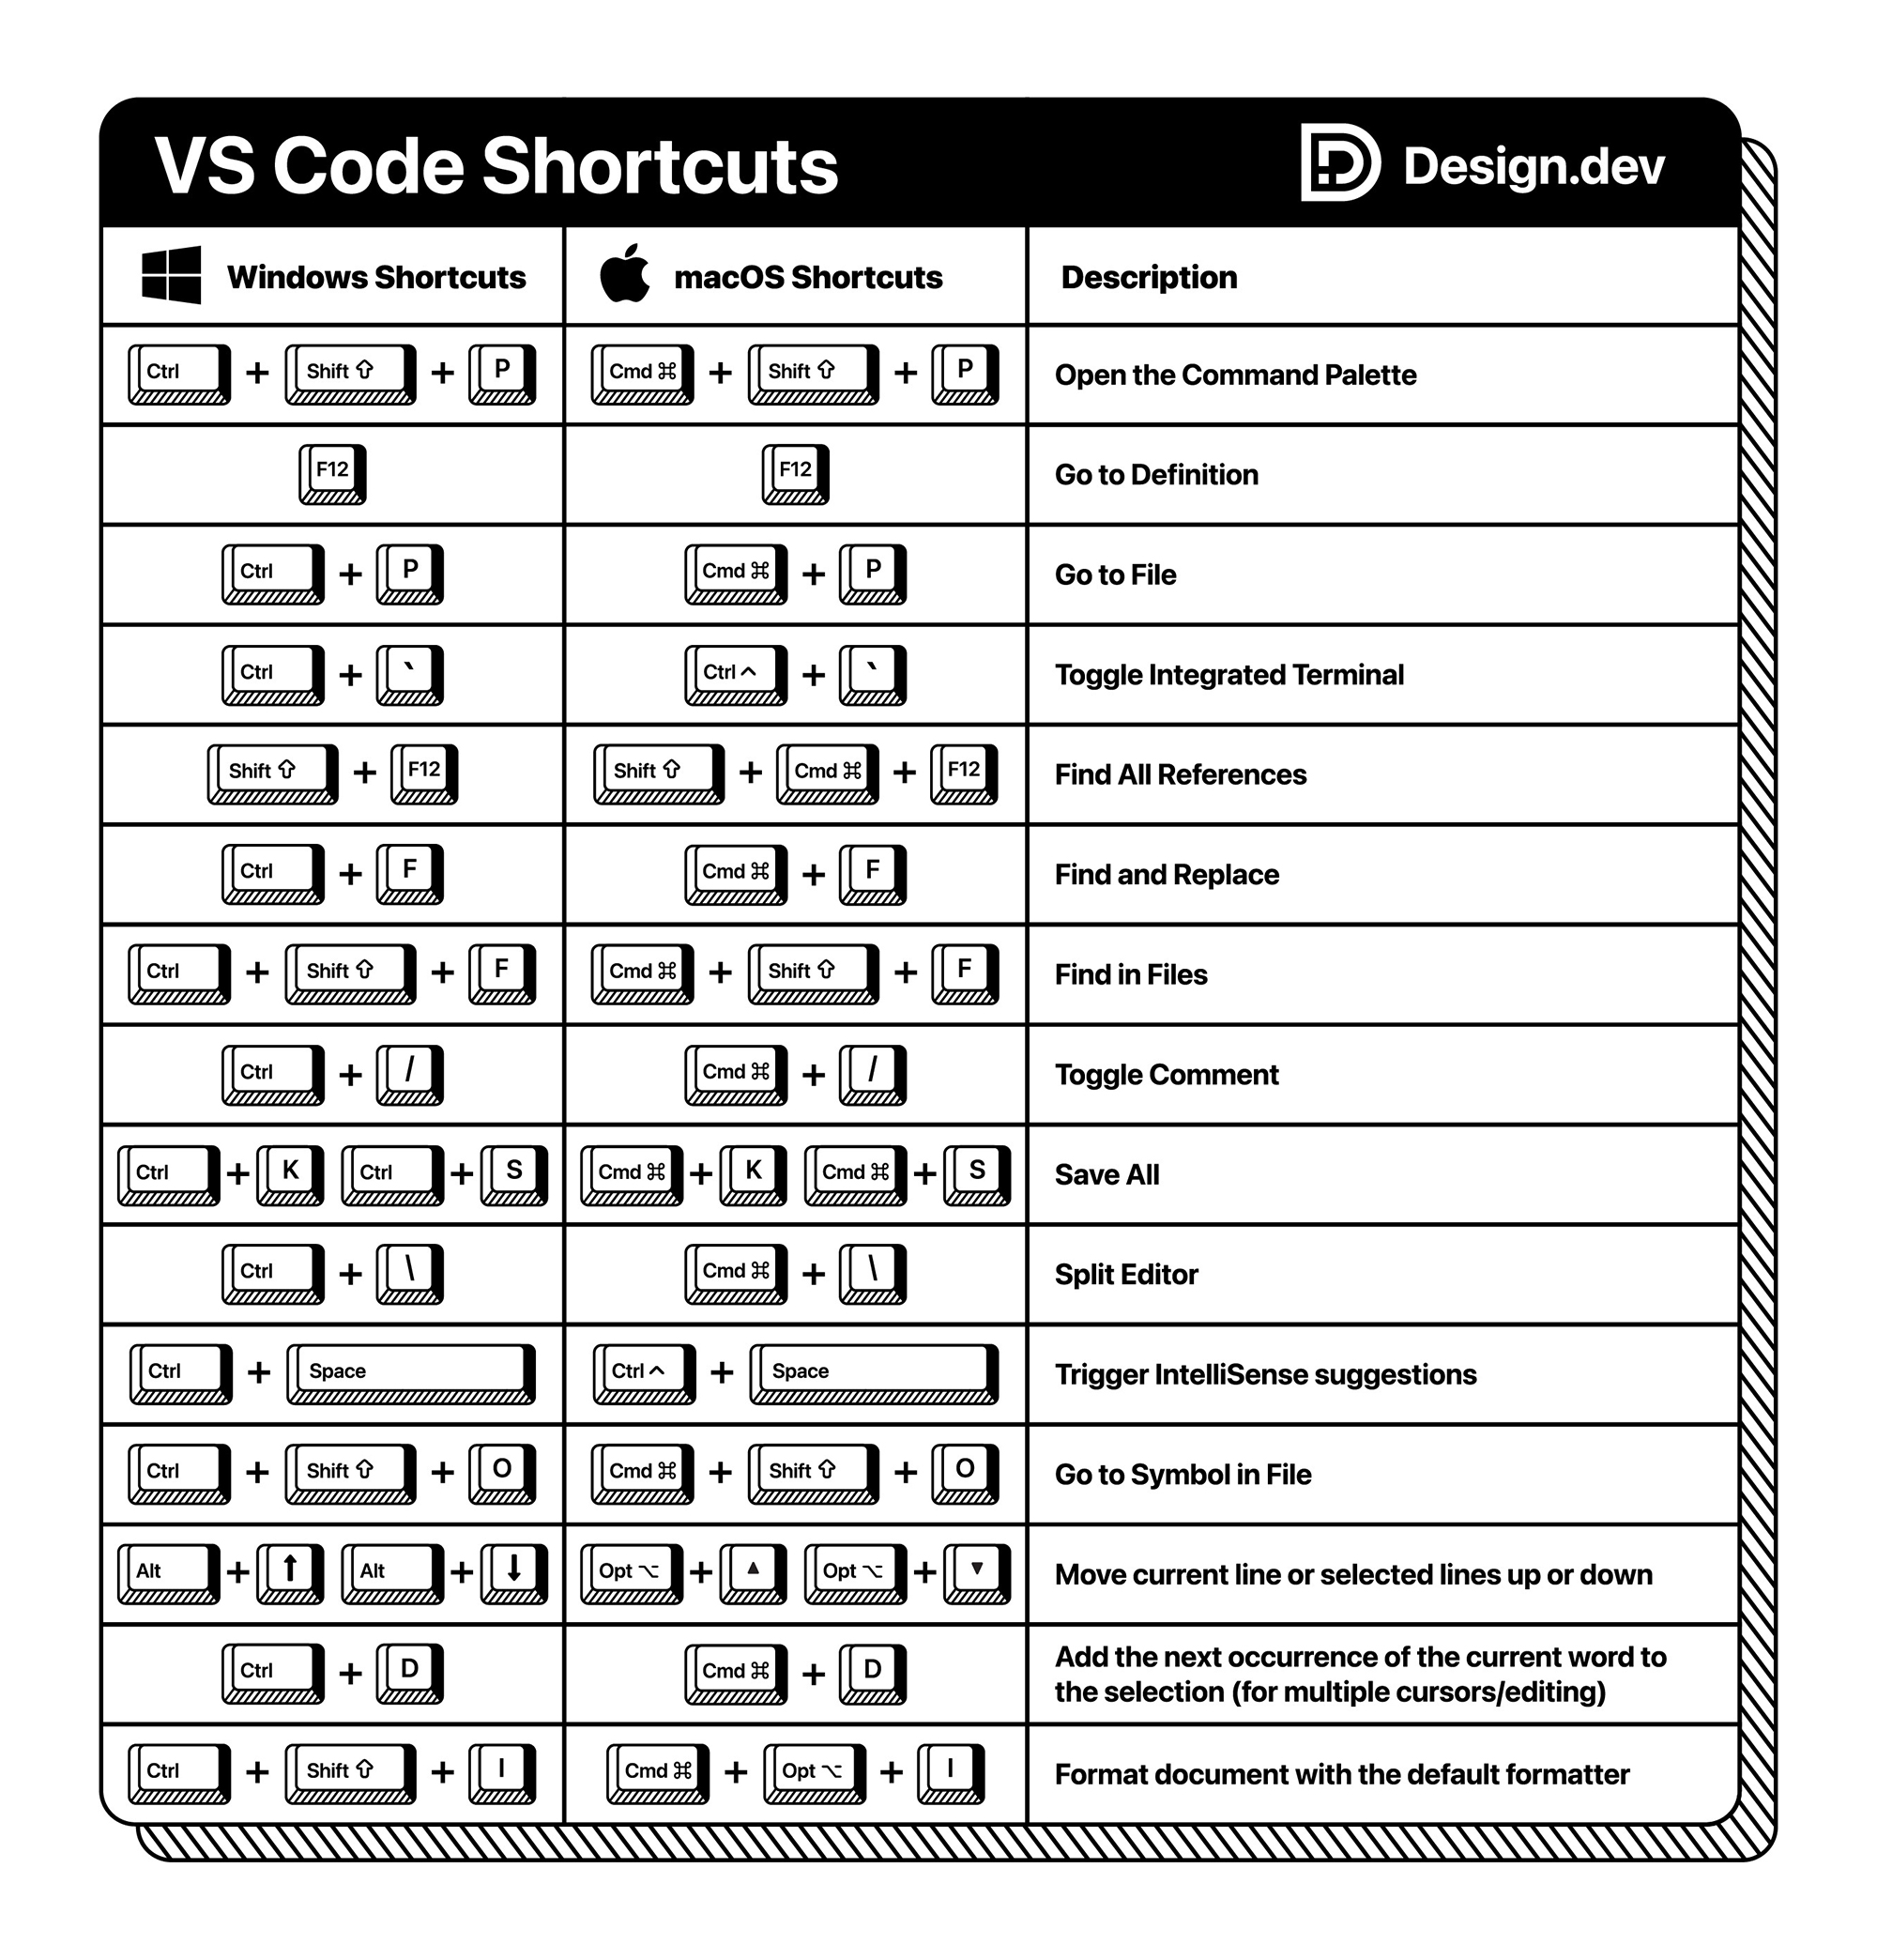 VS Code Shortcuts Design.dev
Windows Shortcuts macOS Shortcuts Description
Ctrl + Shift ⇧ + P Cmd ⌘ + Shift ⇧ + P Open the Command Palette
F12 F12 Go to Definition
Ctrl + P Cmd ⌘ + P Go to File
Ctrl + ` Ctrl ^ + ` Toggle Integrated Terminal
Shift ⇧ + F12 Shift ⇧ + Cmd ⌘ + F12 Find All References
Ctrl + F Cmd ⌘ + F Find and Replace
Ctrl + Shift ⇧ + F Cmd ⌘ + Shift ⇧ + F Find in Files
Ctrl + / Cmd ⌘ + / Toggle Comment
Ctrl + K Ctrl + S Cmd ⌘ + K Cmd ⌘ + S Save All
Ctrl + \ Cmd ⌘ + \ Split Editor
Ctrl + Space Ctrl ^ + Space Trigger IntelliSense suggestions
Ctrl + Shift ⇧ + O Cmd ⌘ + Shift ⇧ + O Go to Symbol in File
Alt + ↑ Alt + ↓ Opt ⌥ + ▲ Opt ⌥ + ▼ Move current line or selected lines up or down
Ctrl + D Cmd ⌘ + D Add the next occurrence of the current word to
the selection (for multiple cursors/editing)
Ctrl + Shift ⇧ + I Cmd ⌘ + Opt ⌥ + I Format document with the default formatter